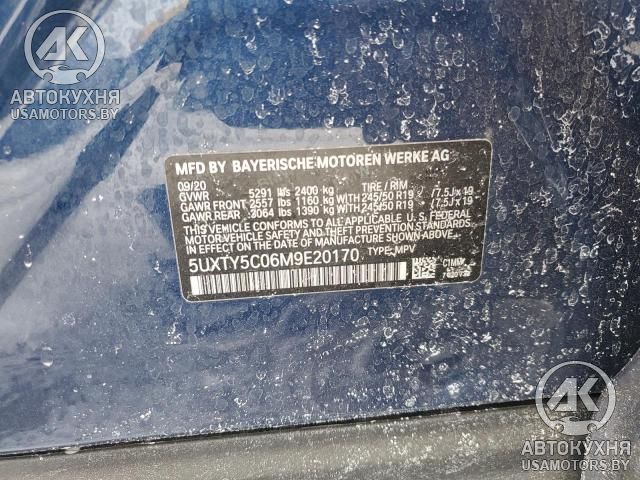 АК
АВТОКУХНЯ
USAMOTORS.BY
MFD BY BAYERISCHE MOTOREN WERKE AG
09/20
GVWR 5291 lbs 2400 kg TIRE / RIM
GAWR FRONT 2557 lbs 1160 kg WITH 245/50 R19 /7.5Jx19
GAWR REAR 3064 lbs 1390 kg WITH 245/50 R19 /7.5Jx19
THIS VEHICLE CONFORMS TO ALL APPLICABLE U.S. FEDERAL
MOTOR VEHICLE SAFETY AND THEFT PREVENTION STANDARDS
IN EFFECT ON THE DATE OF MANUFACTURE SHOWN ABOVE.
5UXTY5C06M9E20170 TYPE: MPV
АК
АВТОКУХНЯ
USAMOTORS.BY